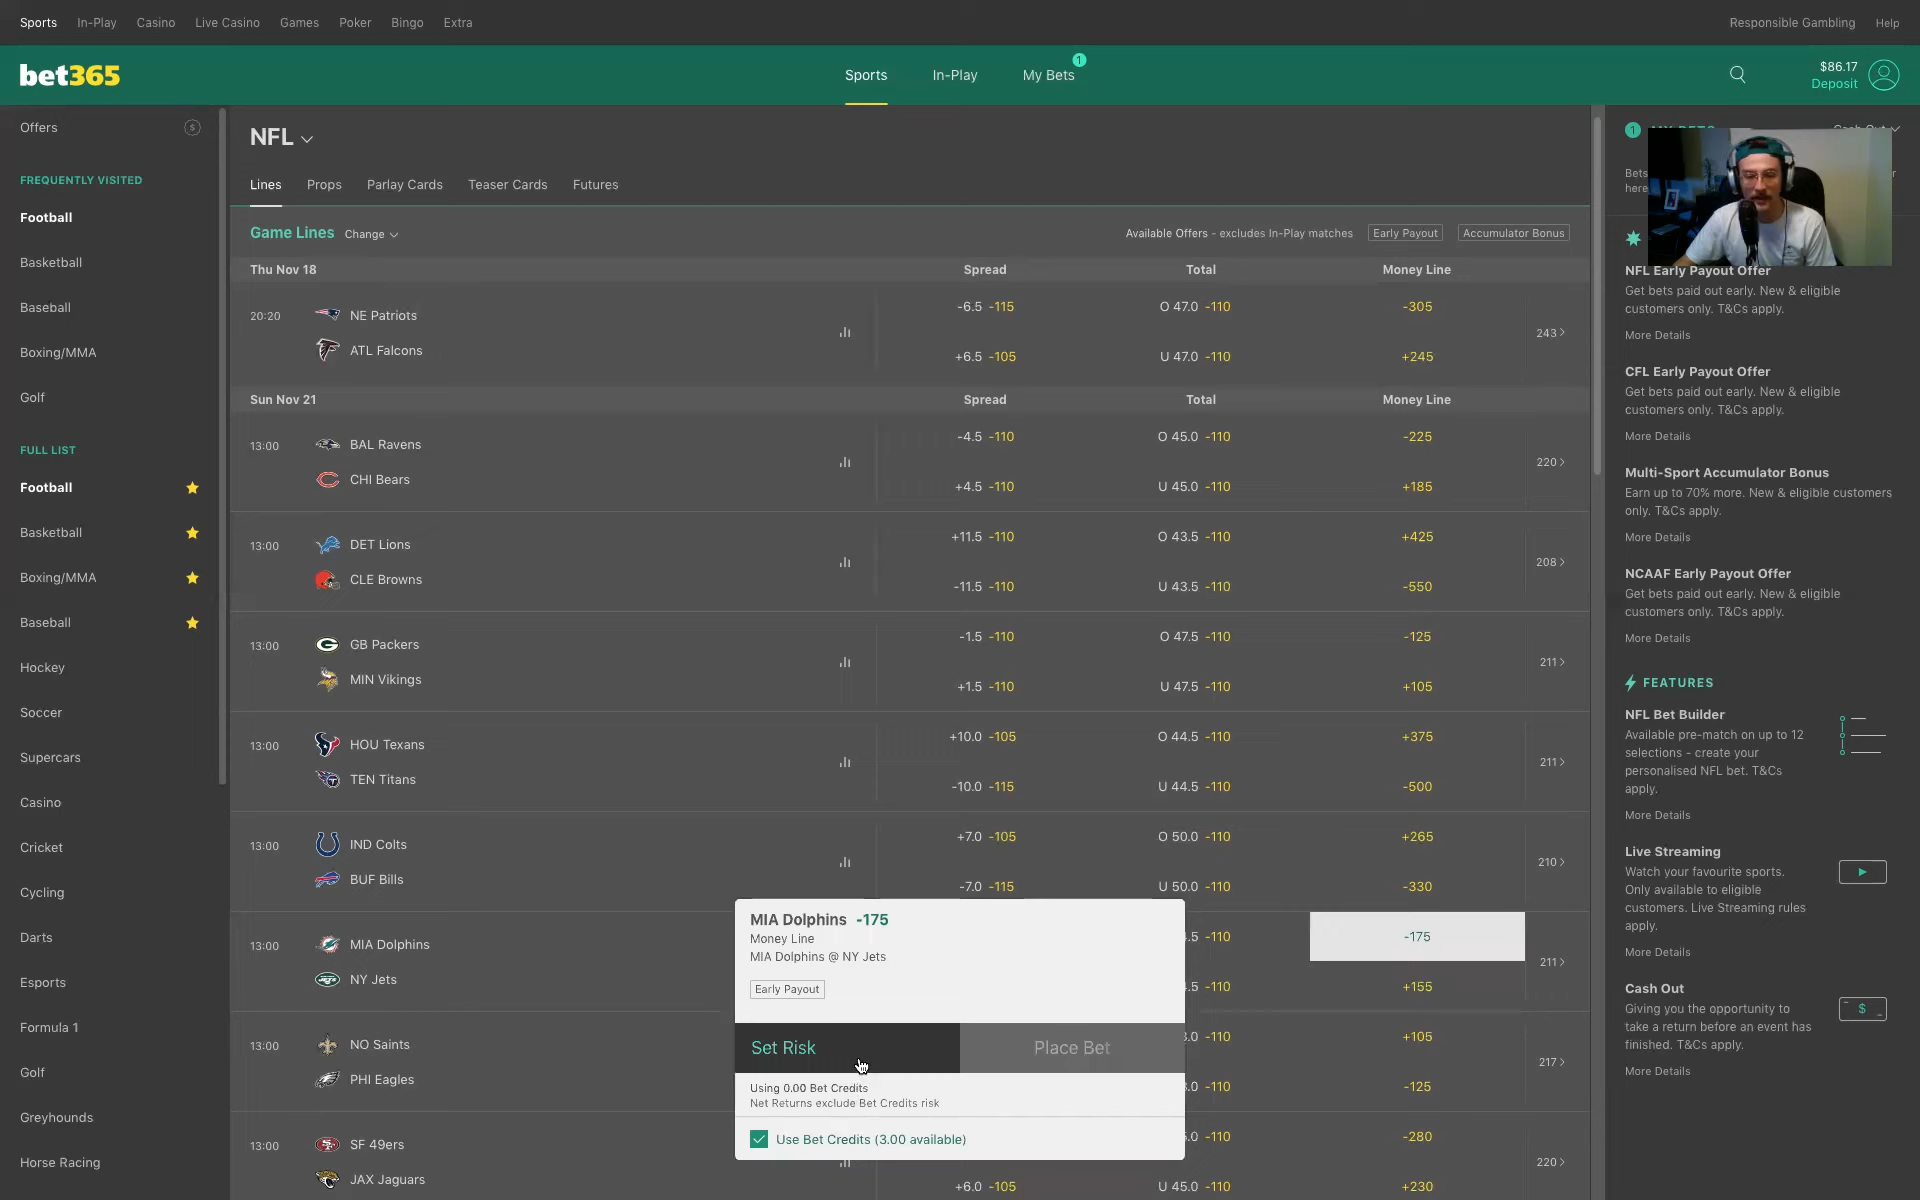 Sports In-Play Casino Live Casino Games Poker Bingo Extra Responsible Gambling Help
bet365 Sports In-Play My Bets 1 $86.17
Deposit
Offers $
FREQUENTLY VISITED
Football
Basketball
Baseball
Boxing/MMA
Golf
FULL LIST
Football
Basketball
Boxing/MMA
Baseball
Hockey
Soccer
Supercars
Casino
Cricket
Cycling
Darts
Esports
Formula 1
Golf
Greyhounds
Horse Racing
NFL
Lines Props Parlay Cards Teaser Cards Futures
Game Lines Change Available Offers - excludes In-Play matches Early Payout Accumulator Bonus
Thu Nov 18 Spread Total Money Line
20:20 NE Patriots -6.5 -115 O 47.0 -110 -305 243
ATL Falcons +6.5 -105 U 47.0 -110 +245
Sun Nov 21 Spread Total Money Line
13:00 BAL Ravens -4.5 -110 O 45.0 -110 -225 220
CHI Bears +4.5 -110 U 45.0 -110 +185
13:00 DET Lions +11.5 -110 O 43.5 -110 +425 208
CLE Browns -11.5 -110 U 43.5 -110 -550
13:00 GB Packers -1.5 -110 O 47.5 -110 -125 211
MIN Vikings +1.5 -110 U 47.5 -110 +105
13:00 HOU Texans +10.0 -105 O 44.5 -110 +375 211
TEN Titans -10.0 -115 U 44.5 -110 -500
13:00 IND Colts +7.0 -105 O 50.0 -110 +265 210
BUF Bills -7.0 -115 U 50.0 -110 -330
13:00 MIA Dolphins .5 -110 -175 211
NY Jets .5 -110 +155
13:00 NO Saints .0 -110 +105 217
PHI Eagles .0 -110 -125
13:00 SF 49ers .0 -110 -280 220
JAX Jaguars +6.0 -105 U 45.0 -110 +230
MIA Dolphins -175
Money Line
MIA Dolphins @ NY Jets
Early Payout
Set Risk Place Bet
Using 0.00 Bet Credits
Net Returns exclude Bet Credits risk
Use Bet Credits (3.00 available)
1 MY BETS Cash Out
Bets
here
NFL Early Payout Offer
Get bets paid out early. New & eligible
customers only. T&Cs apply.
More Details
CFL Early Payout Offer
Get bets paid out early. New & eligible
customers only. T&Cs apply.
More Details
Multi-Sport Accumulator Bonus
Earn up to 70% more. New & eligible customers
only. T&Cs apply.
More Details
NCAAF Early Payout Offer
Get bets paid out early. New & eligible
customers only. T&Cs apply.
More Details
FEATURES
NFL Bet Builder
Available pre-match on up to 12
selections - create your
personalised NFL bet. T&Cs
apply.
More Details
Live Streaming
Watch your favourite sports.
Only available to eligible
customers. Live Streaming rules
apply.
More Details
Cash Out
Giving you the opportunity to
take a return before an event has
finished. T&Cs apply.
More Details